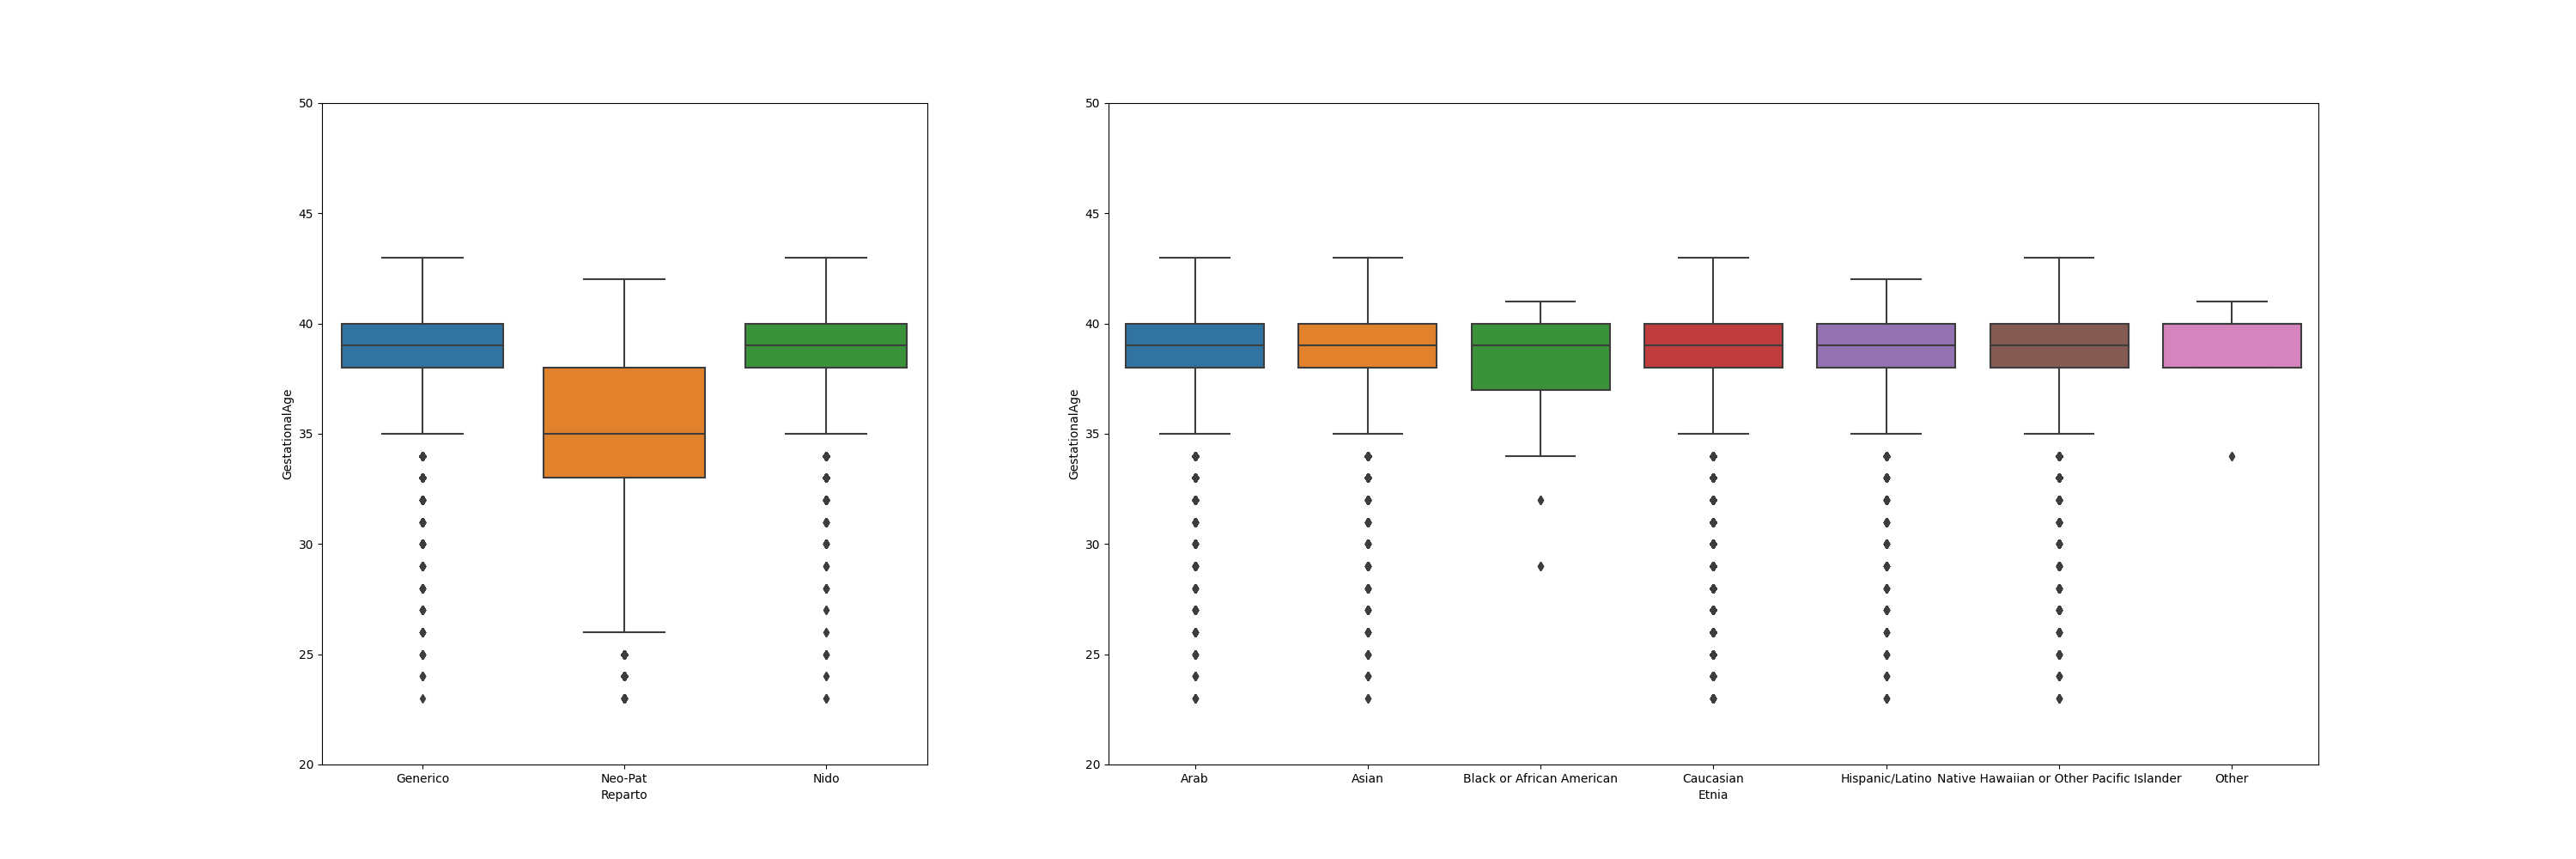 50
45
40
35
30
25
20
GestationalAge
Generico Neo-Pat Nido
Reparto
50
45
40
35
30
25
20
GestationalAge
Arab Asian Black or African American Caucasian Hispanic/Latino Native Hawaiian or Other Pacific Islander Other
Etnia